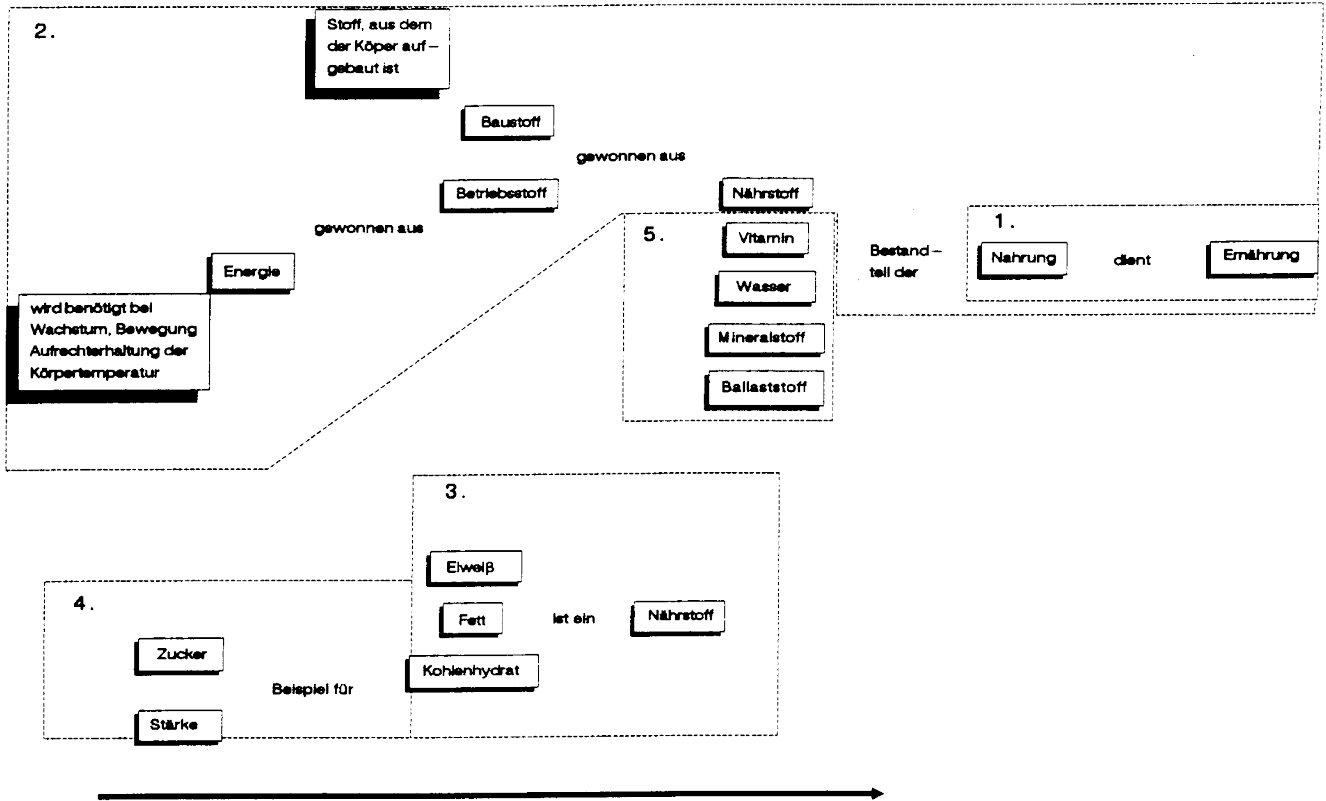 2.
Stoff, aus dem
der Köper auf–
gebaut ist
Baustoff
gewonnen aus
Betriebsstoff
Nährstoff
gewonnen aus
Energie
wird benötigt bei
Wachstum, Bewegung
Aufrechterhaltung der
Körpertemperatur
5.
Vitamin
Wasser
Mineralstoff
Ballaststoff
Bestand–
teil der
1.
Nahrung
dient
Ernährung
3.
Eiweiβ
Fett
ist ein
Nährstoff
Kohlenhydrat
4.
Zucker
Beispiel für
Stärke